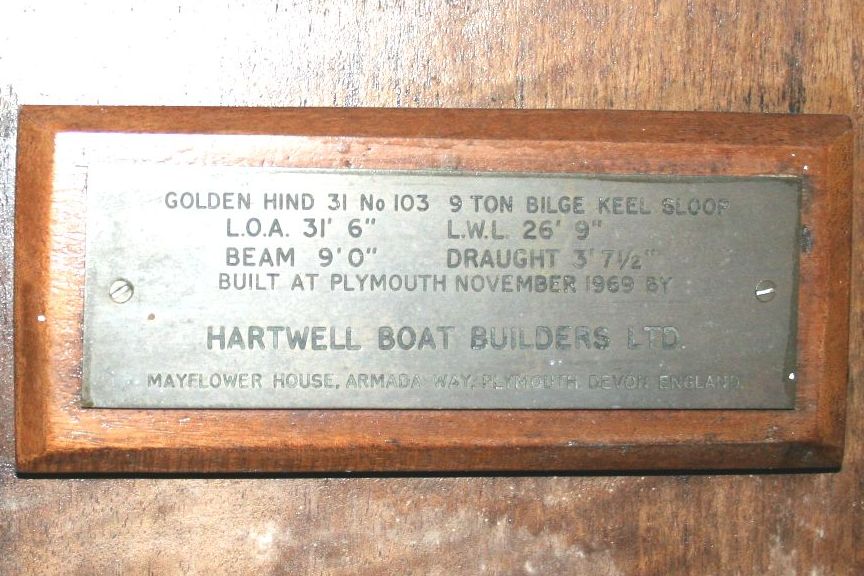 GOLDEN HIND 31 No 103 9 TON BILGE KEEL SLOOP
L.O.A. 31' 6" L.W.L. 26' 9"
BEAM 9' 0" DRAUGHT 3' 7½"
BUILT AT PLYMOUTH NOVEMBER 1969 BY
HARTWELL BOAT BUILDERS LTD.
MAYFLOWER HOUSE, ARMADA WAY, PLYMOUTH, DEVON ENGLAND.